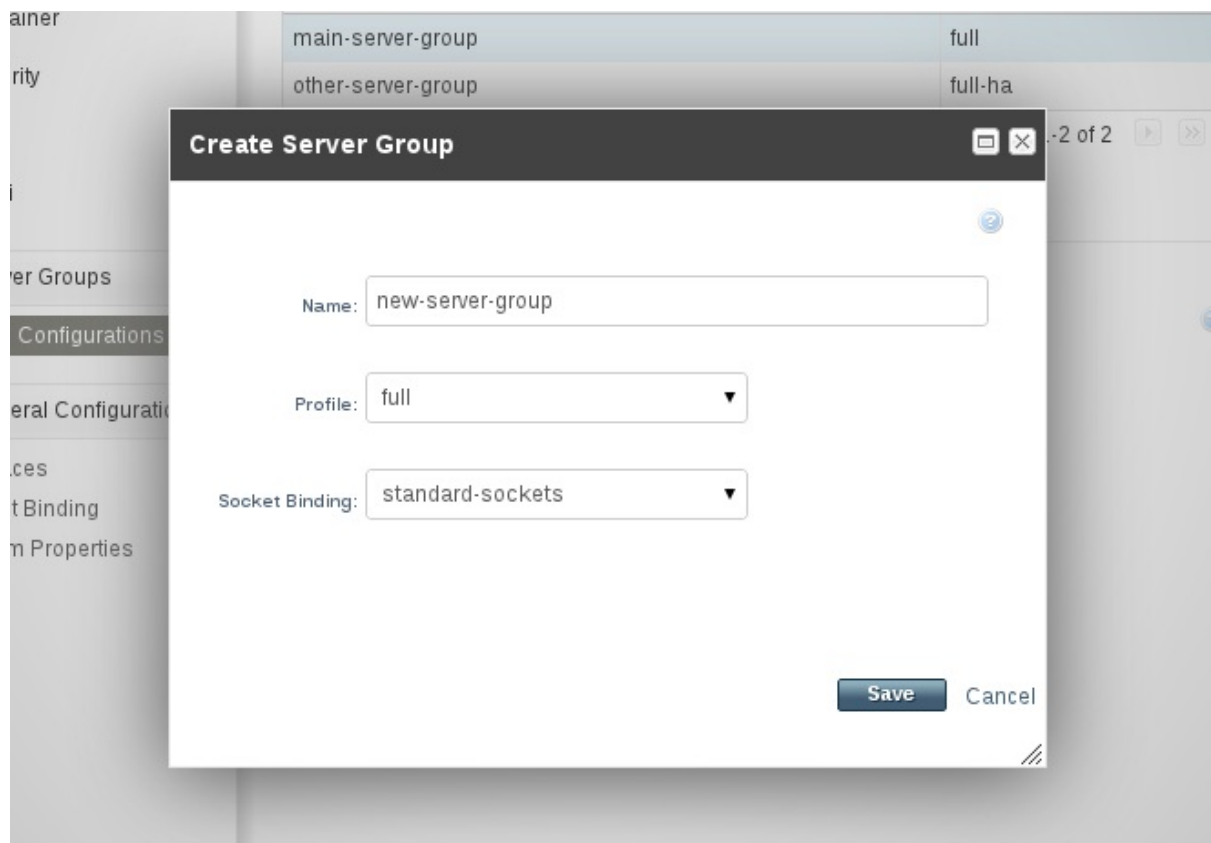 ainer
main-server-group full
rity
other-server-group full-ha
Create Server Group
-2 of 2
i
er Groups
Name: new-server-group
Configurations
Profile: full
eral Configuratio
ces
Socket Binding: standard-sockets
t Binding
m Properties
Save Cancel